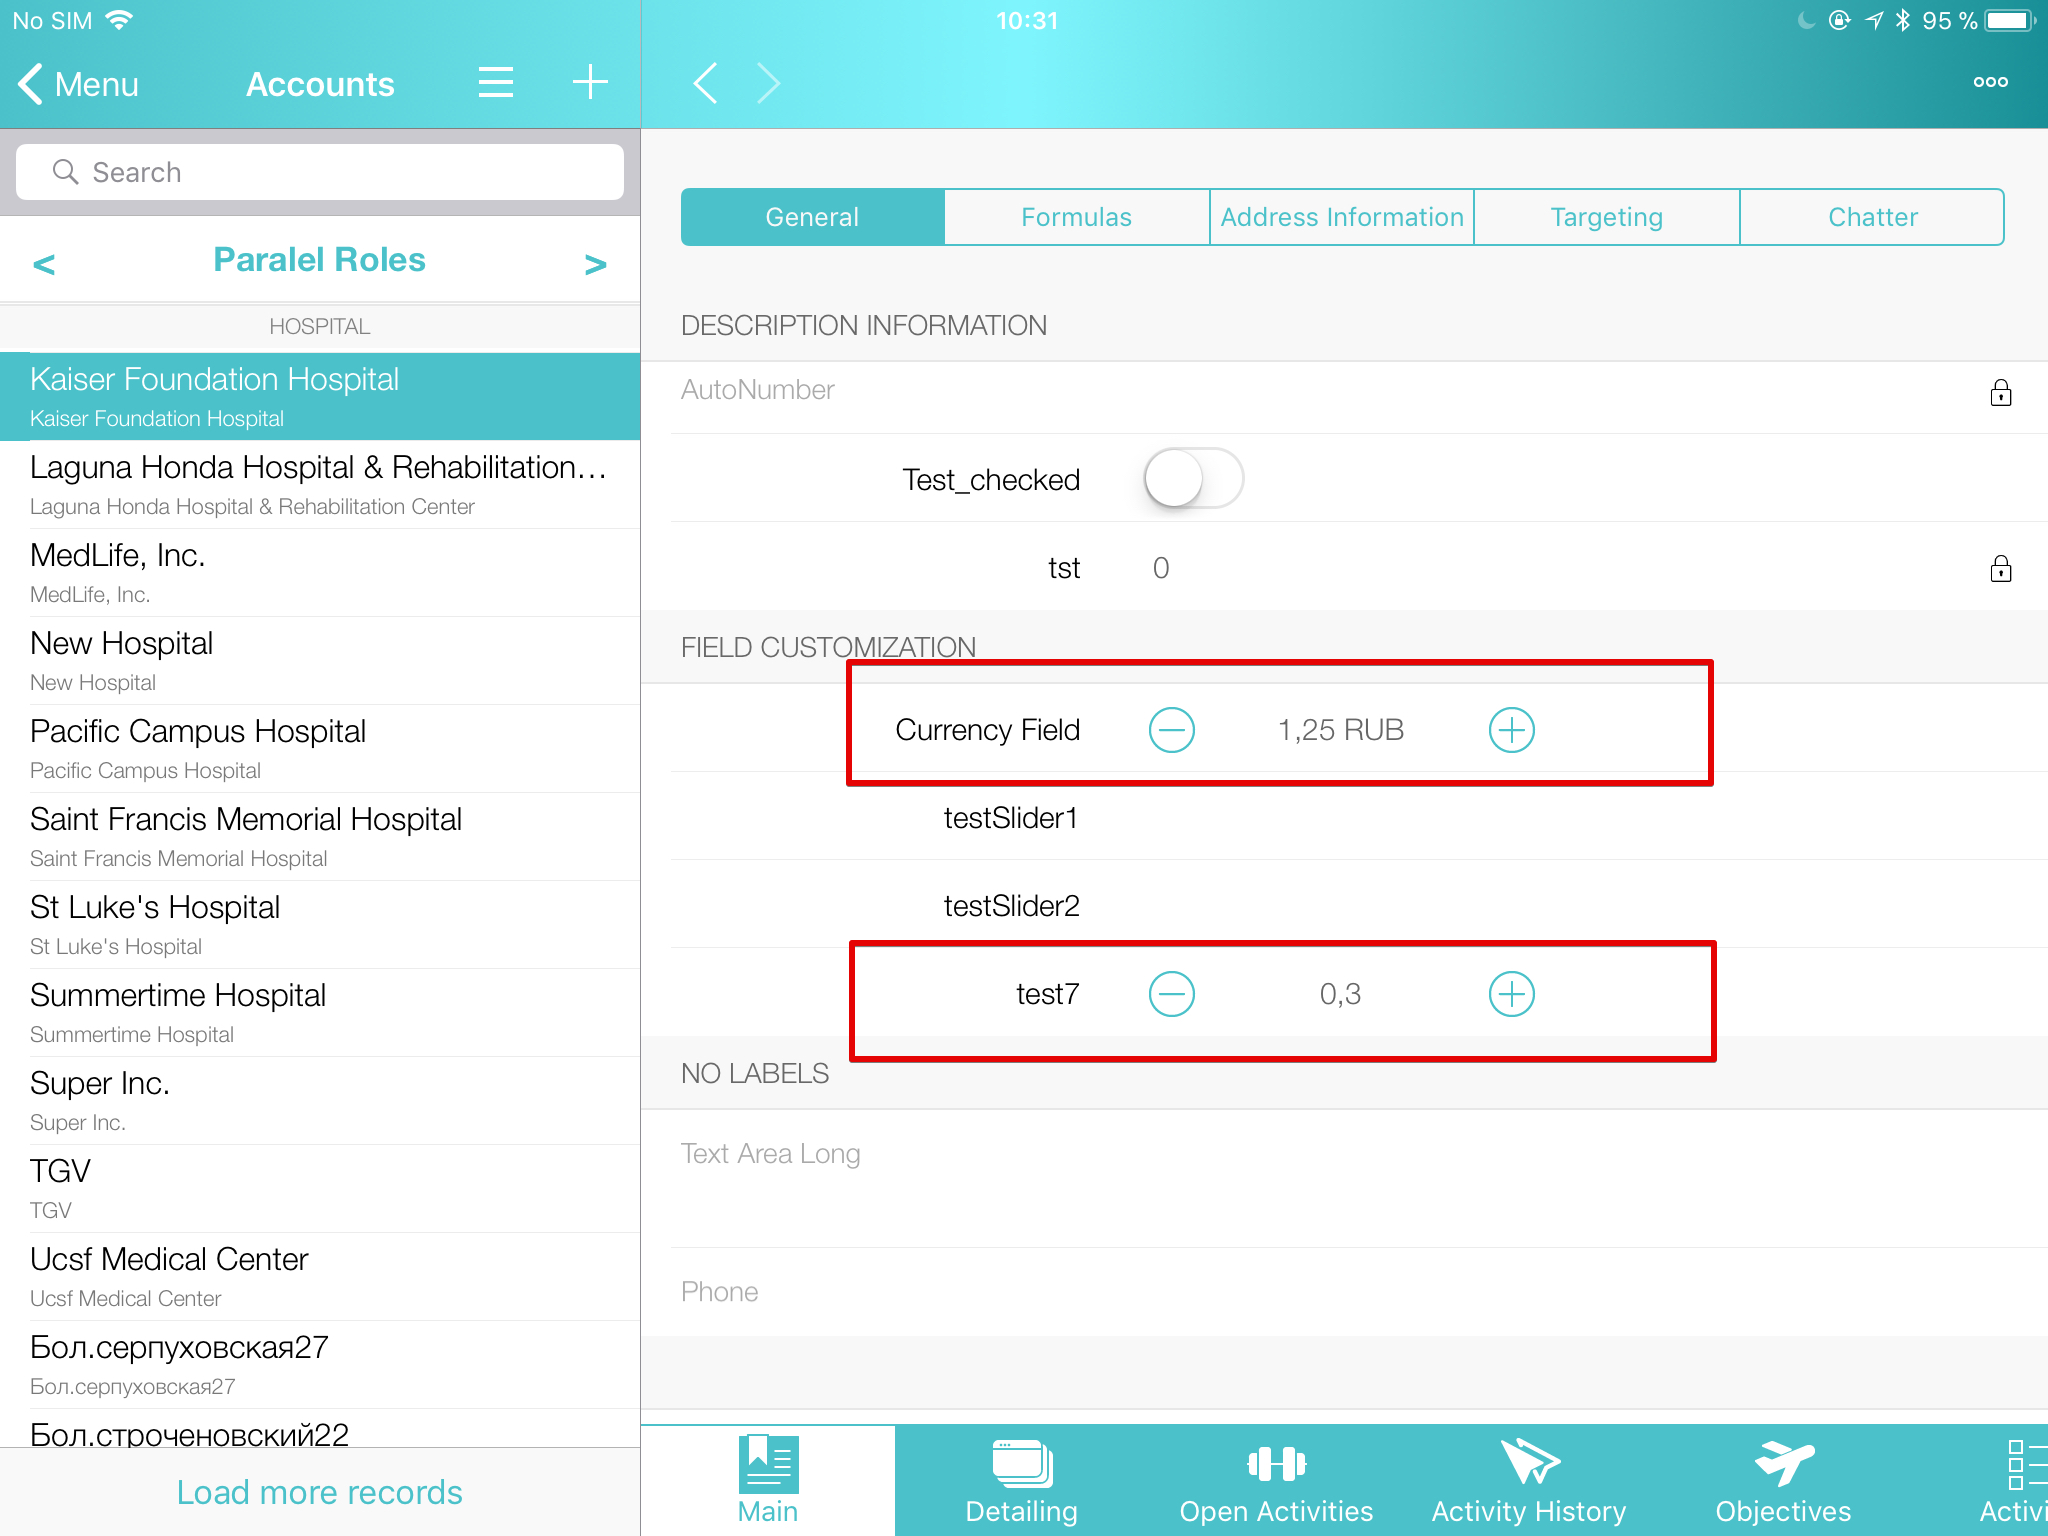 No SIM
10:31
95 %
Menu
Accounts
Search
< Paralel Roles >
HOSPITAL
Kaiser Foundation Hospital
Kaiser Foundation Hospital
Laguna Honda Hospital & Rehabilitation…
Laguna Honda Hospital & Rehabilitation Center
MedLife, Inc.
MedLife, Inc.
New Hospital
New Hospital
Pacific Campus Hospital
Pacific Campus Hospital
Saint Francis Memorial Hospital
Saint Francis Memorial Hospital
St Luke's Hospital
St Luke's Hospital
Summertime Hospital
Summertime Hospital
Super Inc.
Super Inc.
TGV
TGV
Ucsf Medical Center
Ucsf Medical Center
Бол.серпуховская27
Бол.серпуховская27
Бол.строченовский22
Load more records
General
Formulas
Address Information
Targeting
Chatter
DESCRIPTION INFORMATION
AutoNumber
Test_checked
tst 0
FIELD CUSTOMIZATION
Currency Field 1,25 RUB
testSlider1
testSlider2
test7 0,3
NO LABELS
Text Area Long
Phone
Main
Detailing
Open Activities
Activity History
Objectives
Activi